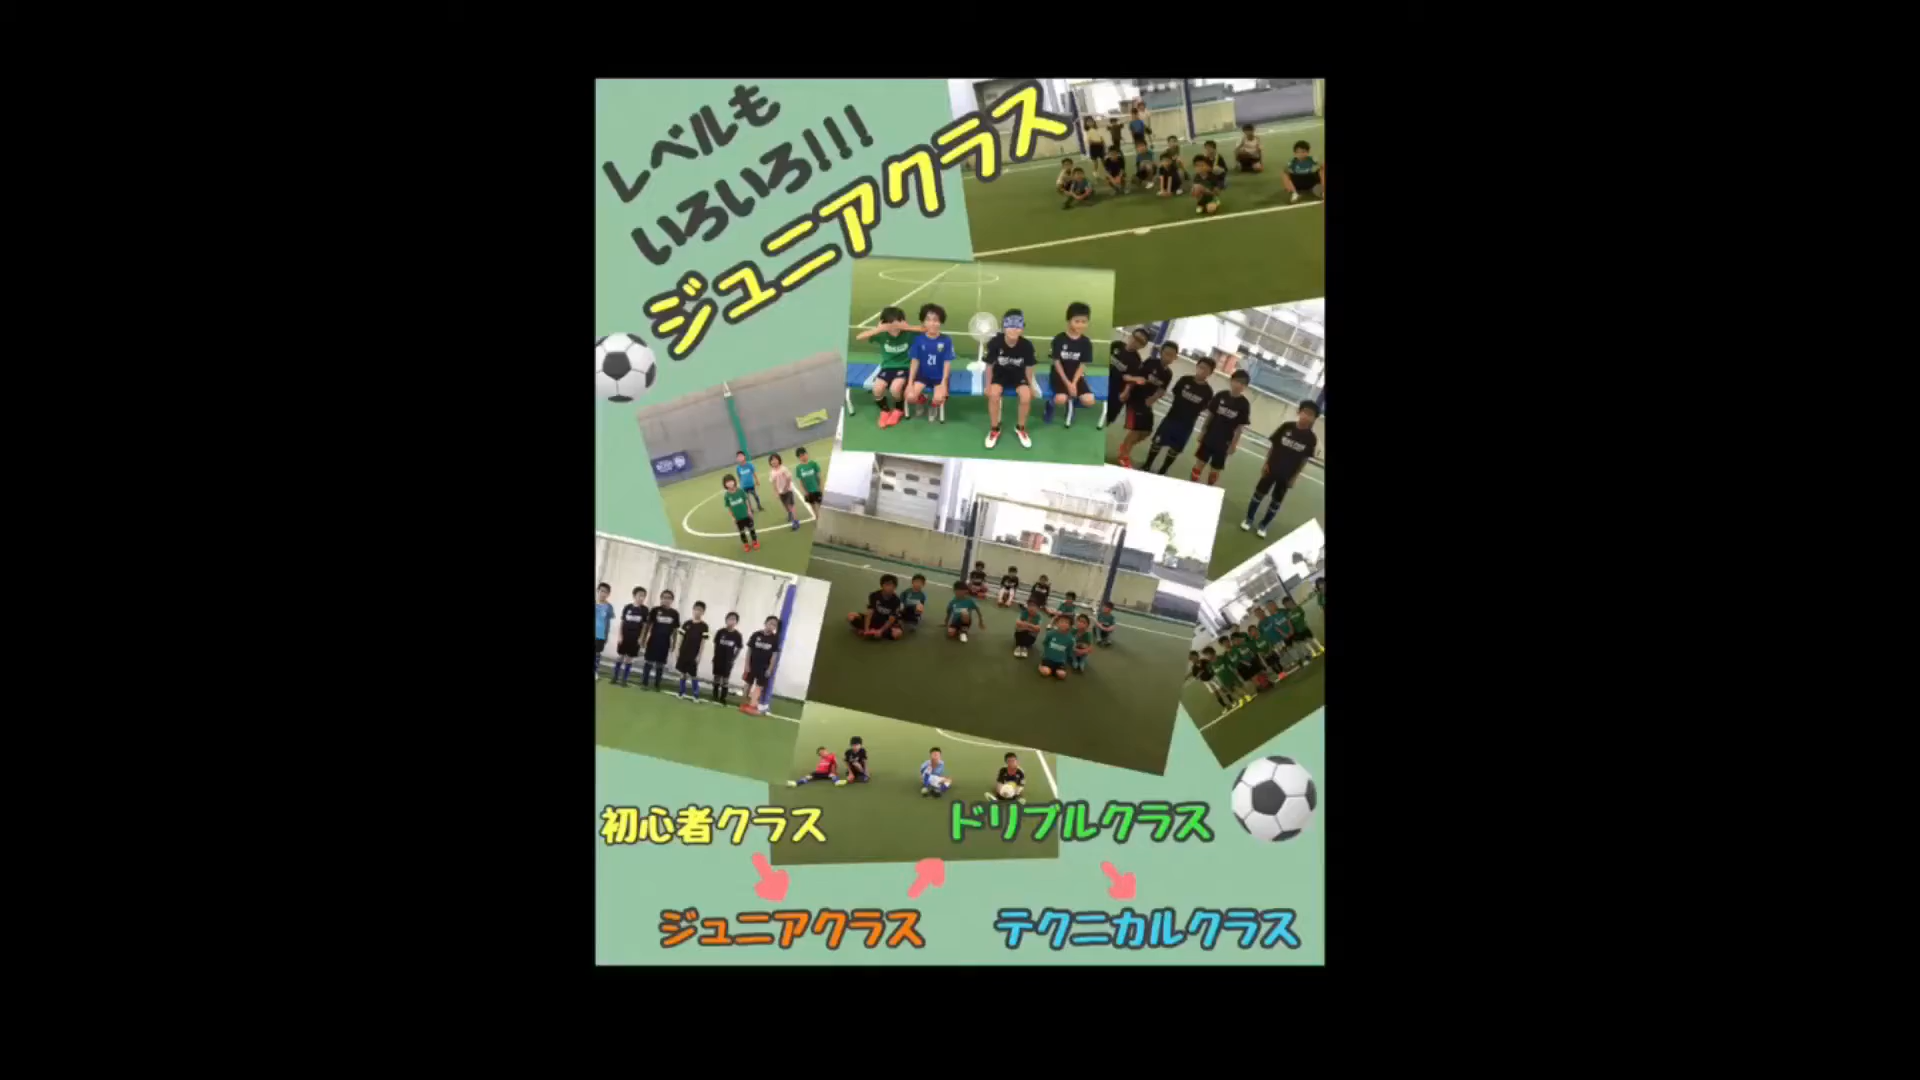 レベルも
いろいろ!!!
ジュニアクラス
21
初心者クラス
ドリブルクラス
ジュニアクラス
テクニカルクラス